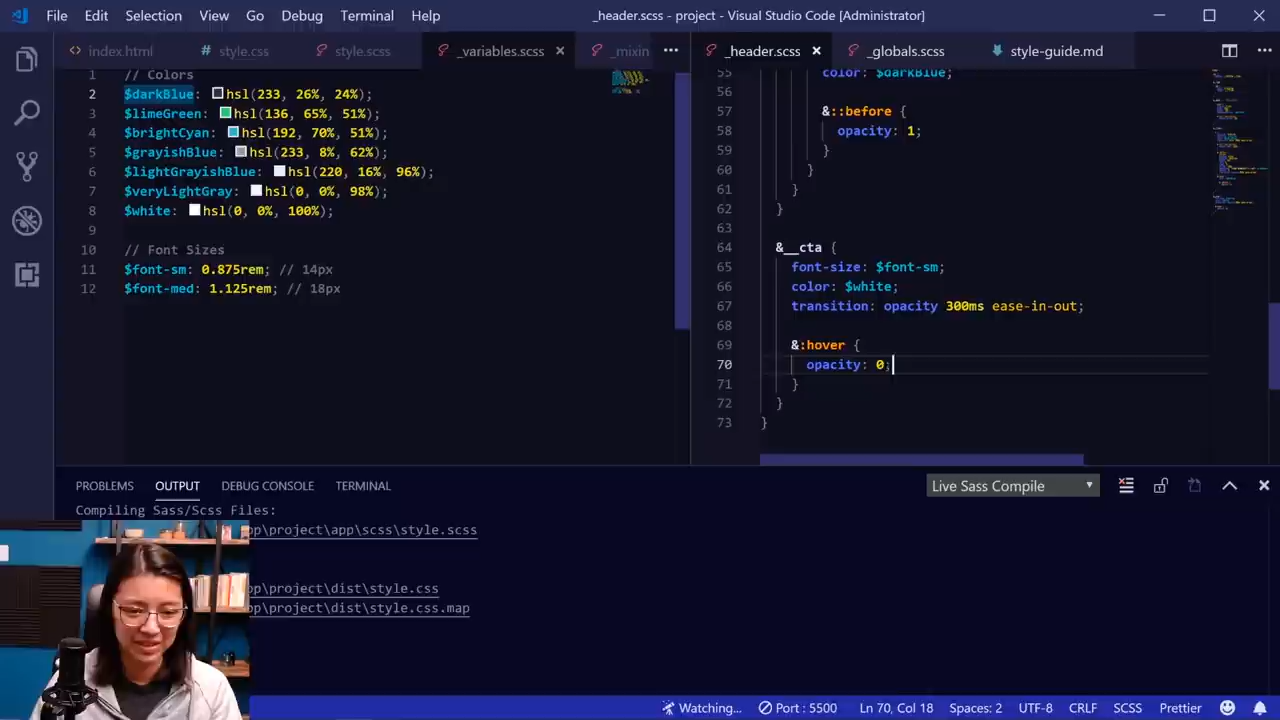 File Edit Selection View Go Debug Terminal Help _header.scss - project - Visual Studio Code [Administrator]
index.html style.css style.scss _variables.scss _mixin
1 // Colors
2 $darkBlue: hsl(233, 26%, 24%);
3 $limeGreen: hsl(136, 65%, 51%);
4 $brightCyan: hsl(192, 70%, 51%);
5 $grayishBlue: hsl(233, 8%, 62%);
6 $lightGrayishBlue: hsl(220, 16%, 96%);
7 $veryLightGray: hsl(0, 0%, 98%);
8 $white: hsl(0, 0%, 100%);
9
10 // Font Sizes
11 $font-sm: 0.875rem; // 14px
12 $font-med: 1.125rem; // 18px
_header.scss _globals.scss style-guide.md
55 color: $darkBlue;
56
57 &::before {
58 opacity: 1;
59 }
60 }
61 }
62 }
63
64 &__cta {
65 font-size: $font-sm;
66 color: $white;
67 transition: opacity 300ms ease-in-out;
68
69 &:hover {
70 opacity: 0;
71 }
72 }
73 }
PROBLEMS OUTPUT DEBUG CONSOLE TERMINAL Live Sass Compile
Compiling Sass/Scss Files:
pp\project\app\scss\style.scss
pp\project\dist\style.css
pp\project\dist\style.css.map
Watching... Port : 5500 Ln 70, Col 18 Spaces: 2 UTF-8 CRLF SCSS Prettier